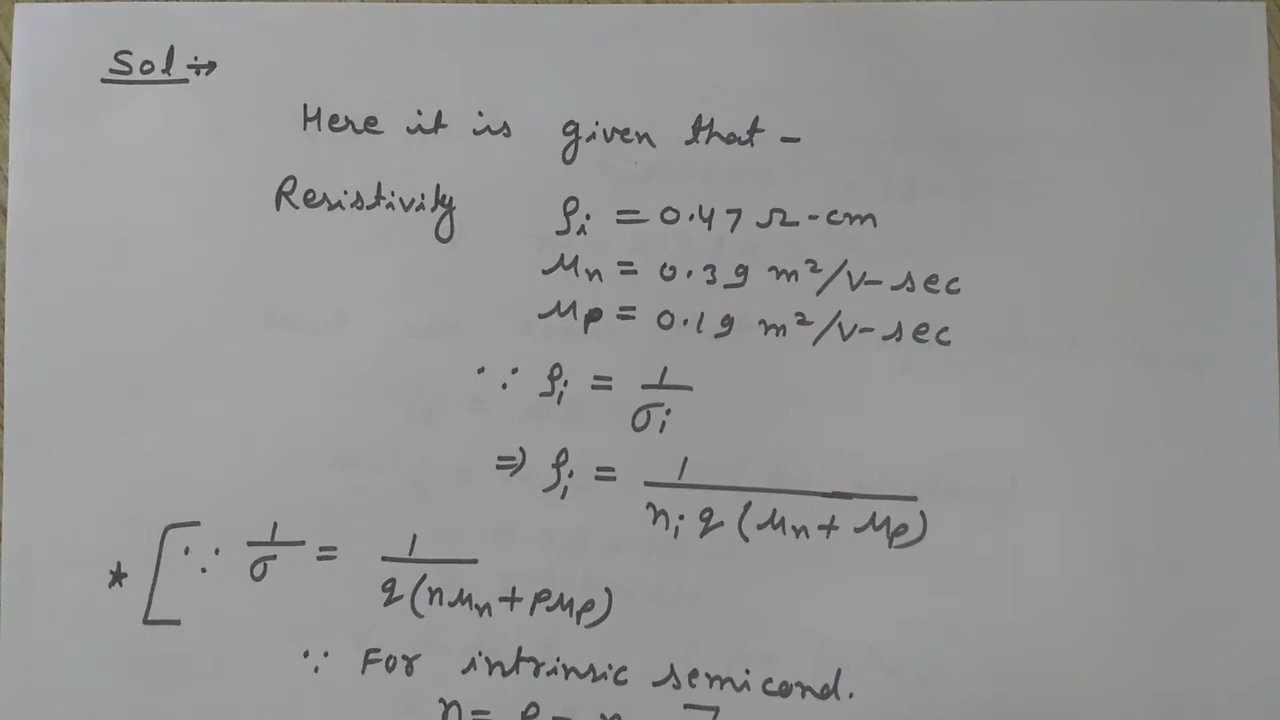 Sol ÷→
Here it is given that -
Resistivity ρi = 0.47 Ω-cm
μn = 0.39 m²/v-sec
μp = 0.19 m²/v-sec
∵ ρi = 1/σi
⇒ ρi = 1/(ni q (μn + μp))
* [∵ 1/σ = 1/(q(nμn + pμp))
∵ For intrinsic semicond.
n = p = n